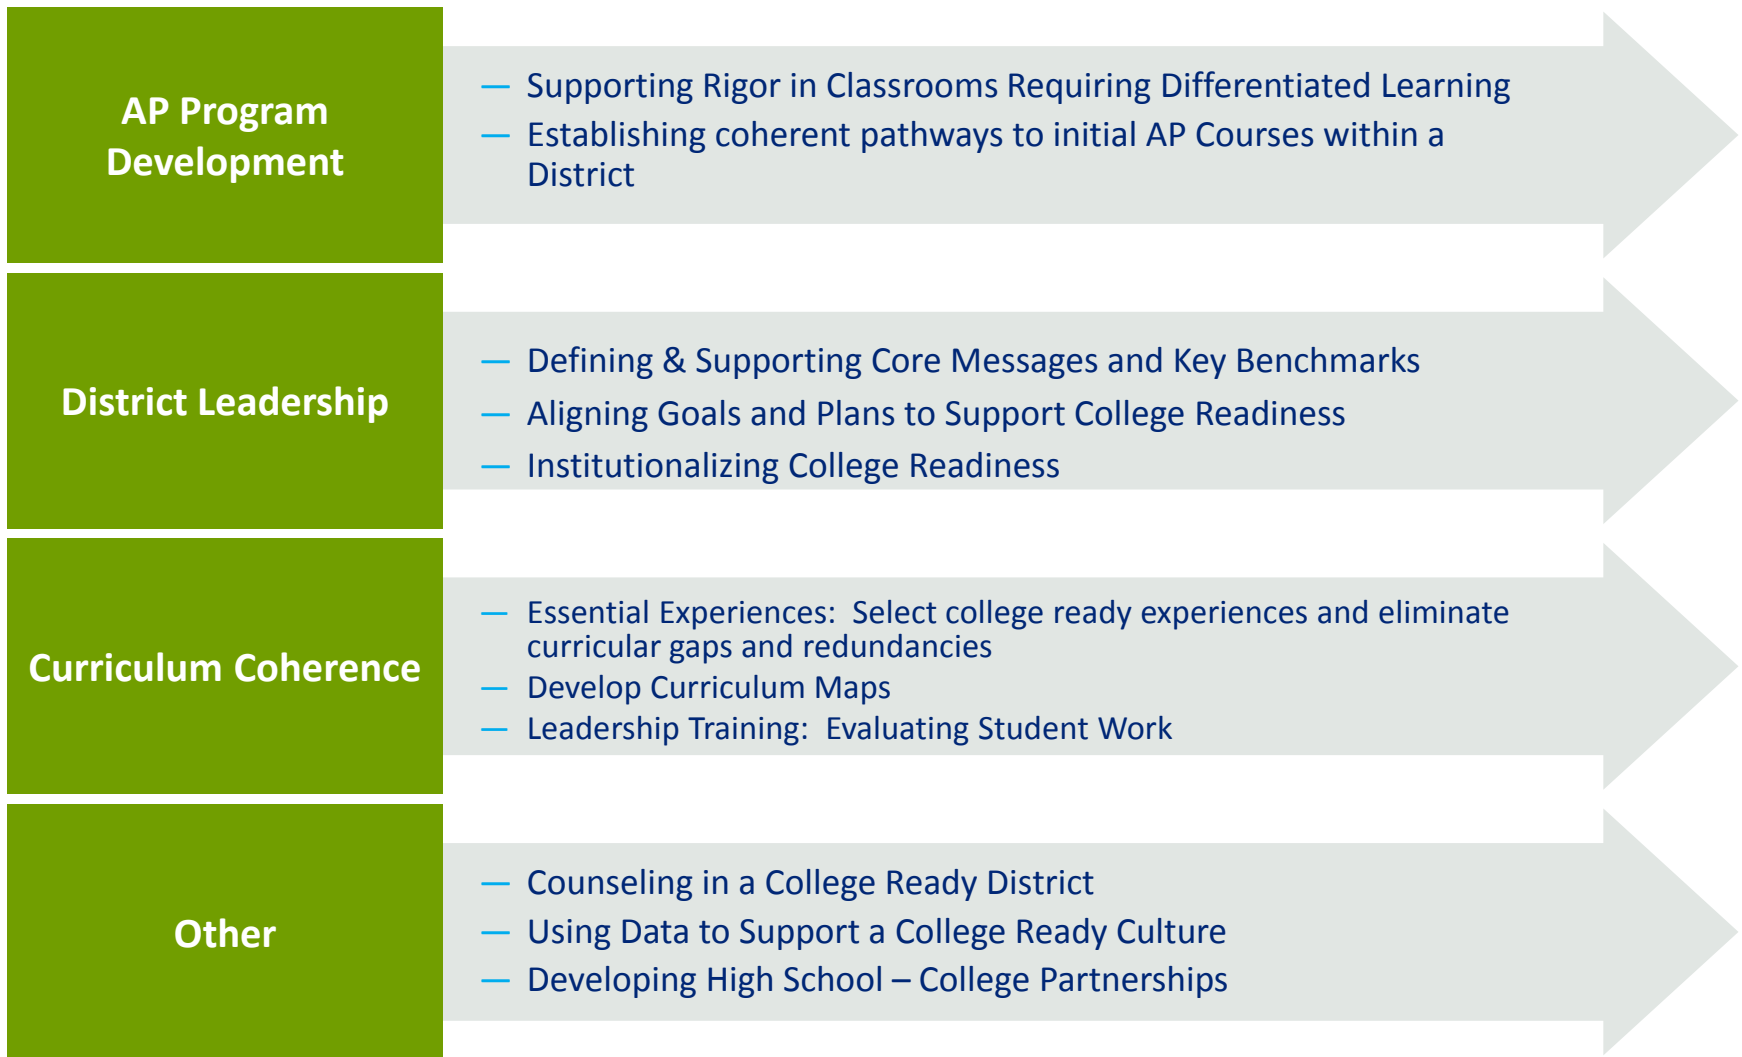 AP Program
Development
— Supporting Rigor in Classrooms Requiring Differentiated Learning
— Establishing coherent pathways to initial AP Courses within a
District
District Leadership
— Defining & Supporting Core Messages and Key Benchmarks
— Aligning Goals and Plans to Support College Readiness
— Institutionalizing College Readiness
Curriculum Coherence
— Essential Experiences:  Select college ready experiences and eliminate
curricular gaps and redundancies
— Develop Curriculum Maps
— Leadership Training:  Evaluating Student Work
Other
— Counseling in a College Ready District
— Using Data to Support a College Ready Culture
— Developing High School – College Partnerships